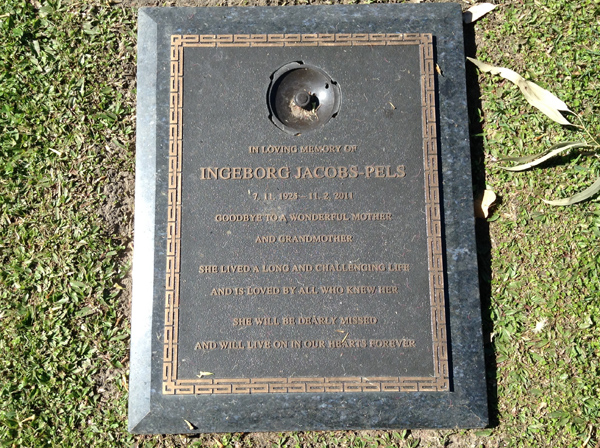 IN LOVING MEMORY OF
INGEBORG JACOBS-PELS
7. 11. 1923 – 11. 2. 2011
GOODBYE TO A WONDERFUL MOTHER
AND GRANDMOTHER
SHE LIVED A LONG AND CHALLENGING LIFE
AND IS LOVED BY ALL WHO KNEW HER
SHE WILL BE DEARLY MISSED
AND WILL LIVE ON IN OUR HEARTS FOREVER